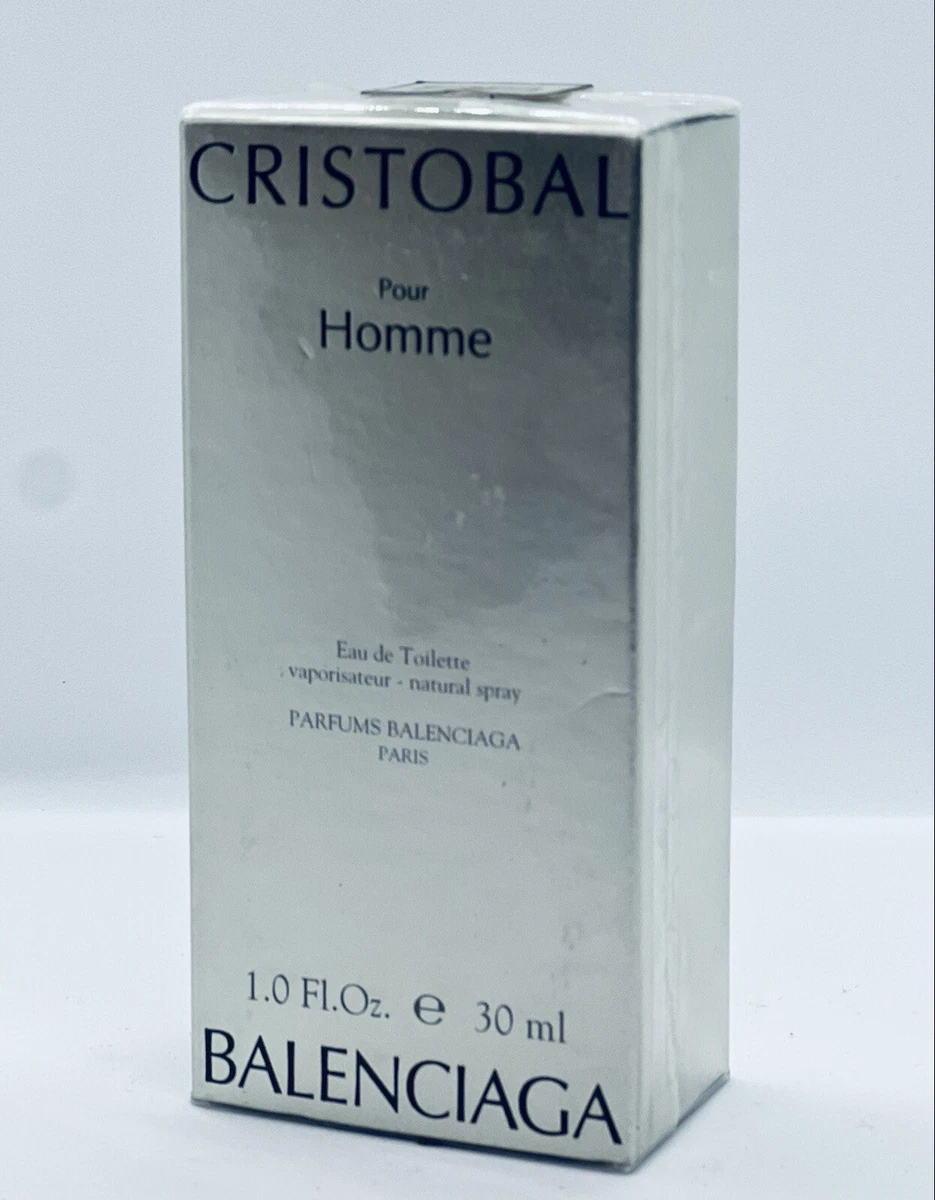 CRISTOBAL
Pour
Homme
Eau de Toilette
vaporisateur - natural spray
PARFUMS BALENCIAGA
PARIS
1.0 Fl.Oz. e 30 ml
BALENCIAGA